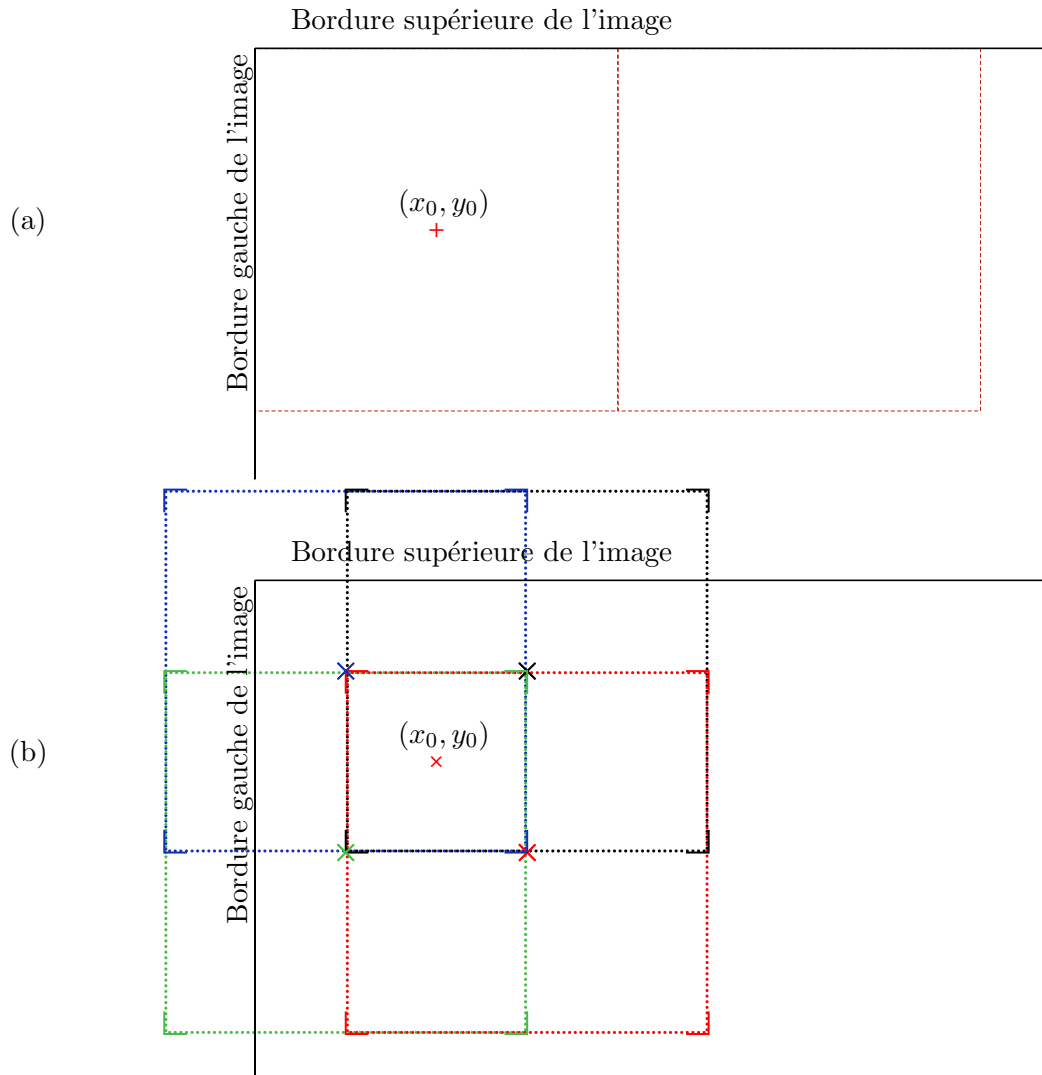 Bordure supérieure de l'image
Bordure gauche de l'image
(a)
(x₀, y₀)
Bordure supérieure de l'image
Bordure gauche de l'image
(b)
(x₀, y₀)